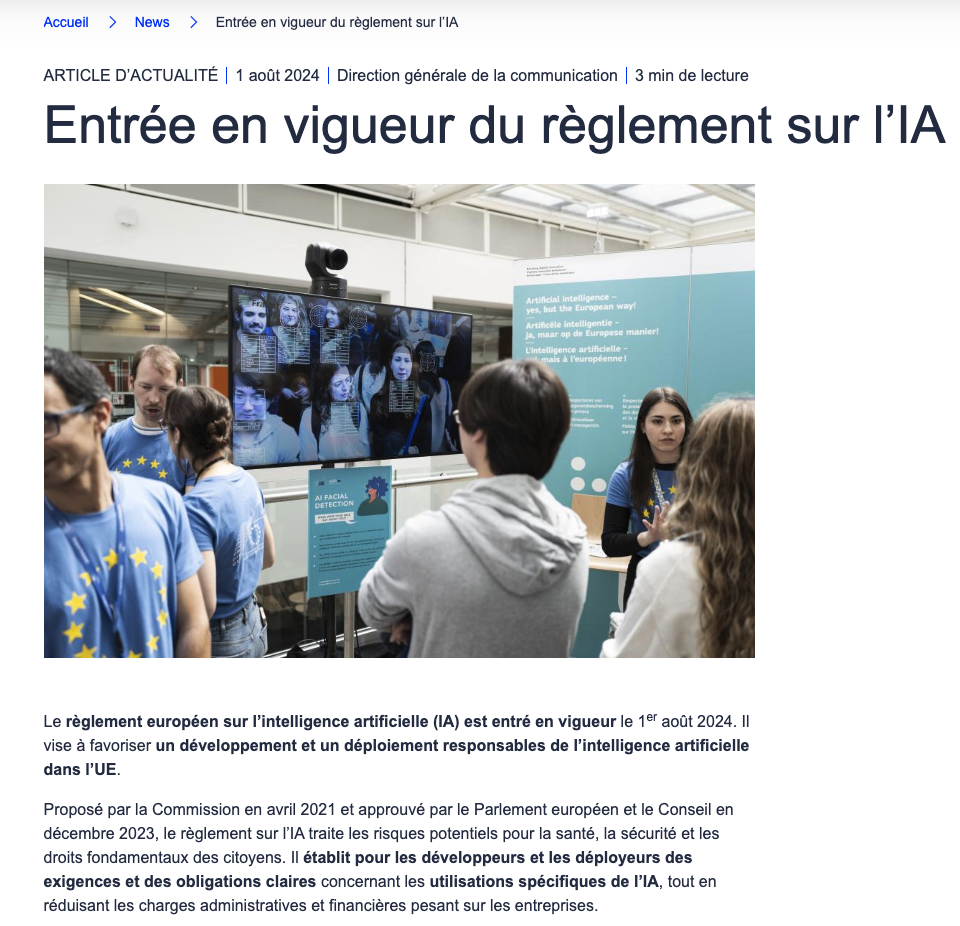 Accueil > News > Entrée en vigueur du règlement sur l’IA
ARTICLE D’ACTUALITÉ | 1 août 2024 | Direction générale de la communication | 3 min de lecture
Entrée en vigueur du règlement sur l’IA
Artificial intelligence –
yes, but the European way!
Artificiële intelligentie –
ja, maar op de Europese manier!
L’intelligence artificielle –
mais à l’européenne !
AI FACIAL
DETECTION
Le règlement européen sur l’intelligence artificielle (IA) est entré en vigueur le 1er août 2024. Il
vise à favoriser un développement et un déploiement responsables de l’intelligence artificielle
dans l’UE.
Proposé par la Commission en avril 2021 et approuvé par le Parlement européen et le Conseil en
décembre 2023, le règlement sur l’IA traite les risques potentiels pour la santé, la sécurité et les
droits fondamentaux des citoyens. Il établit pour les développeurs et les déployeurs des
exigences et des obligations claires concernant les utilisations spécifiques de l’IA, tout en
réduisant les charges administratives et financières pesant sur les entreprises.